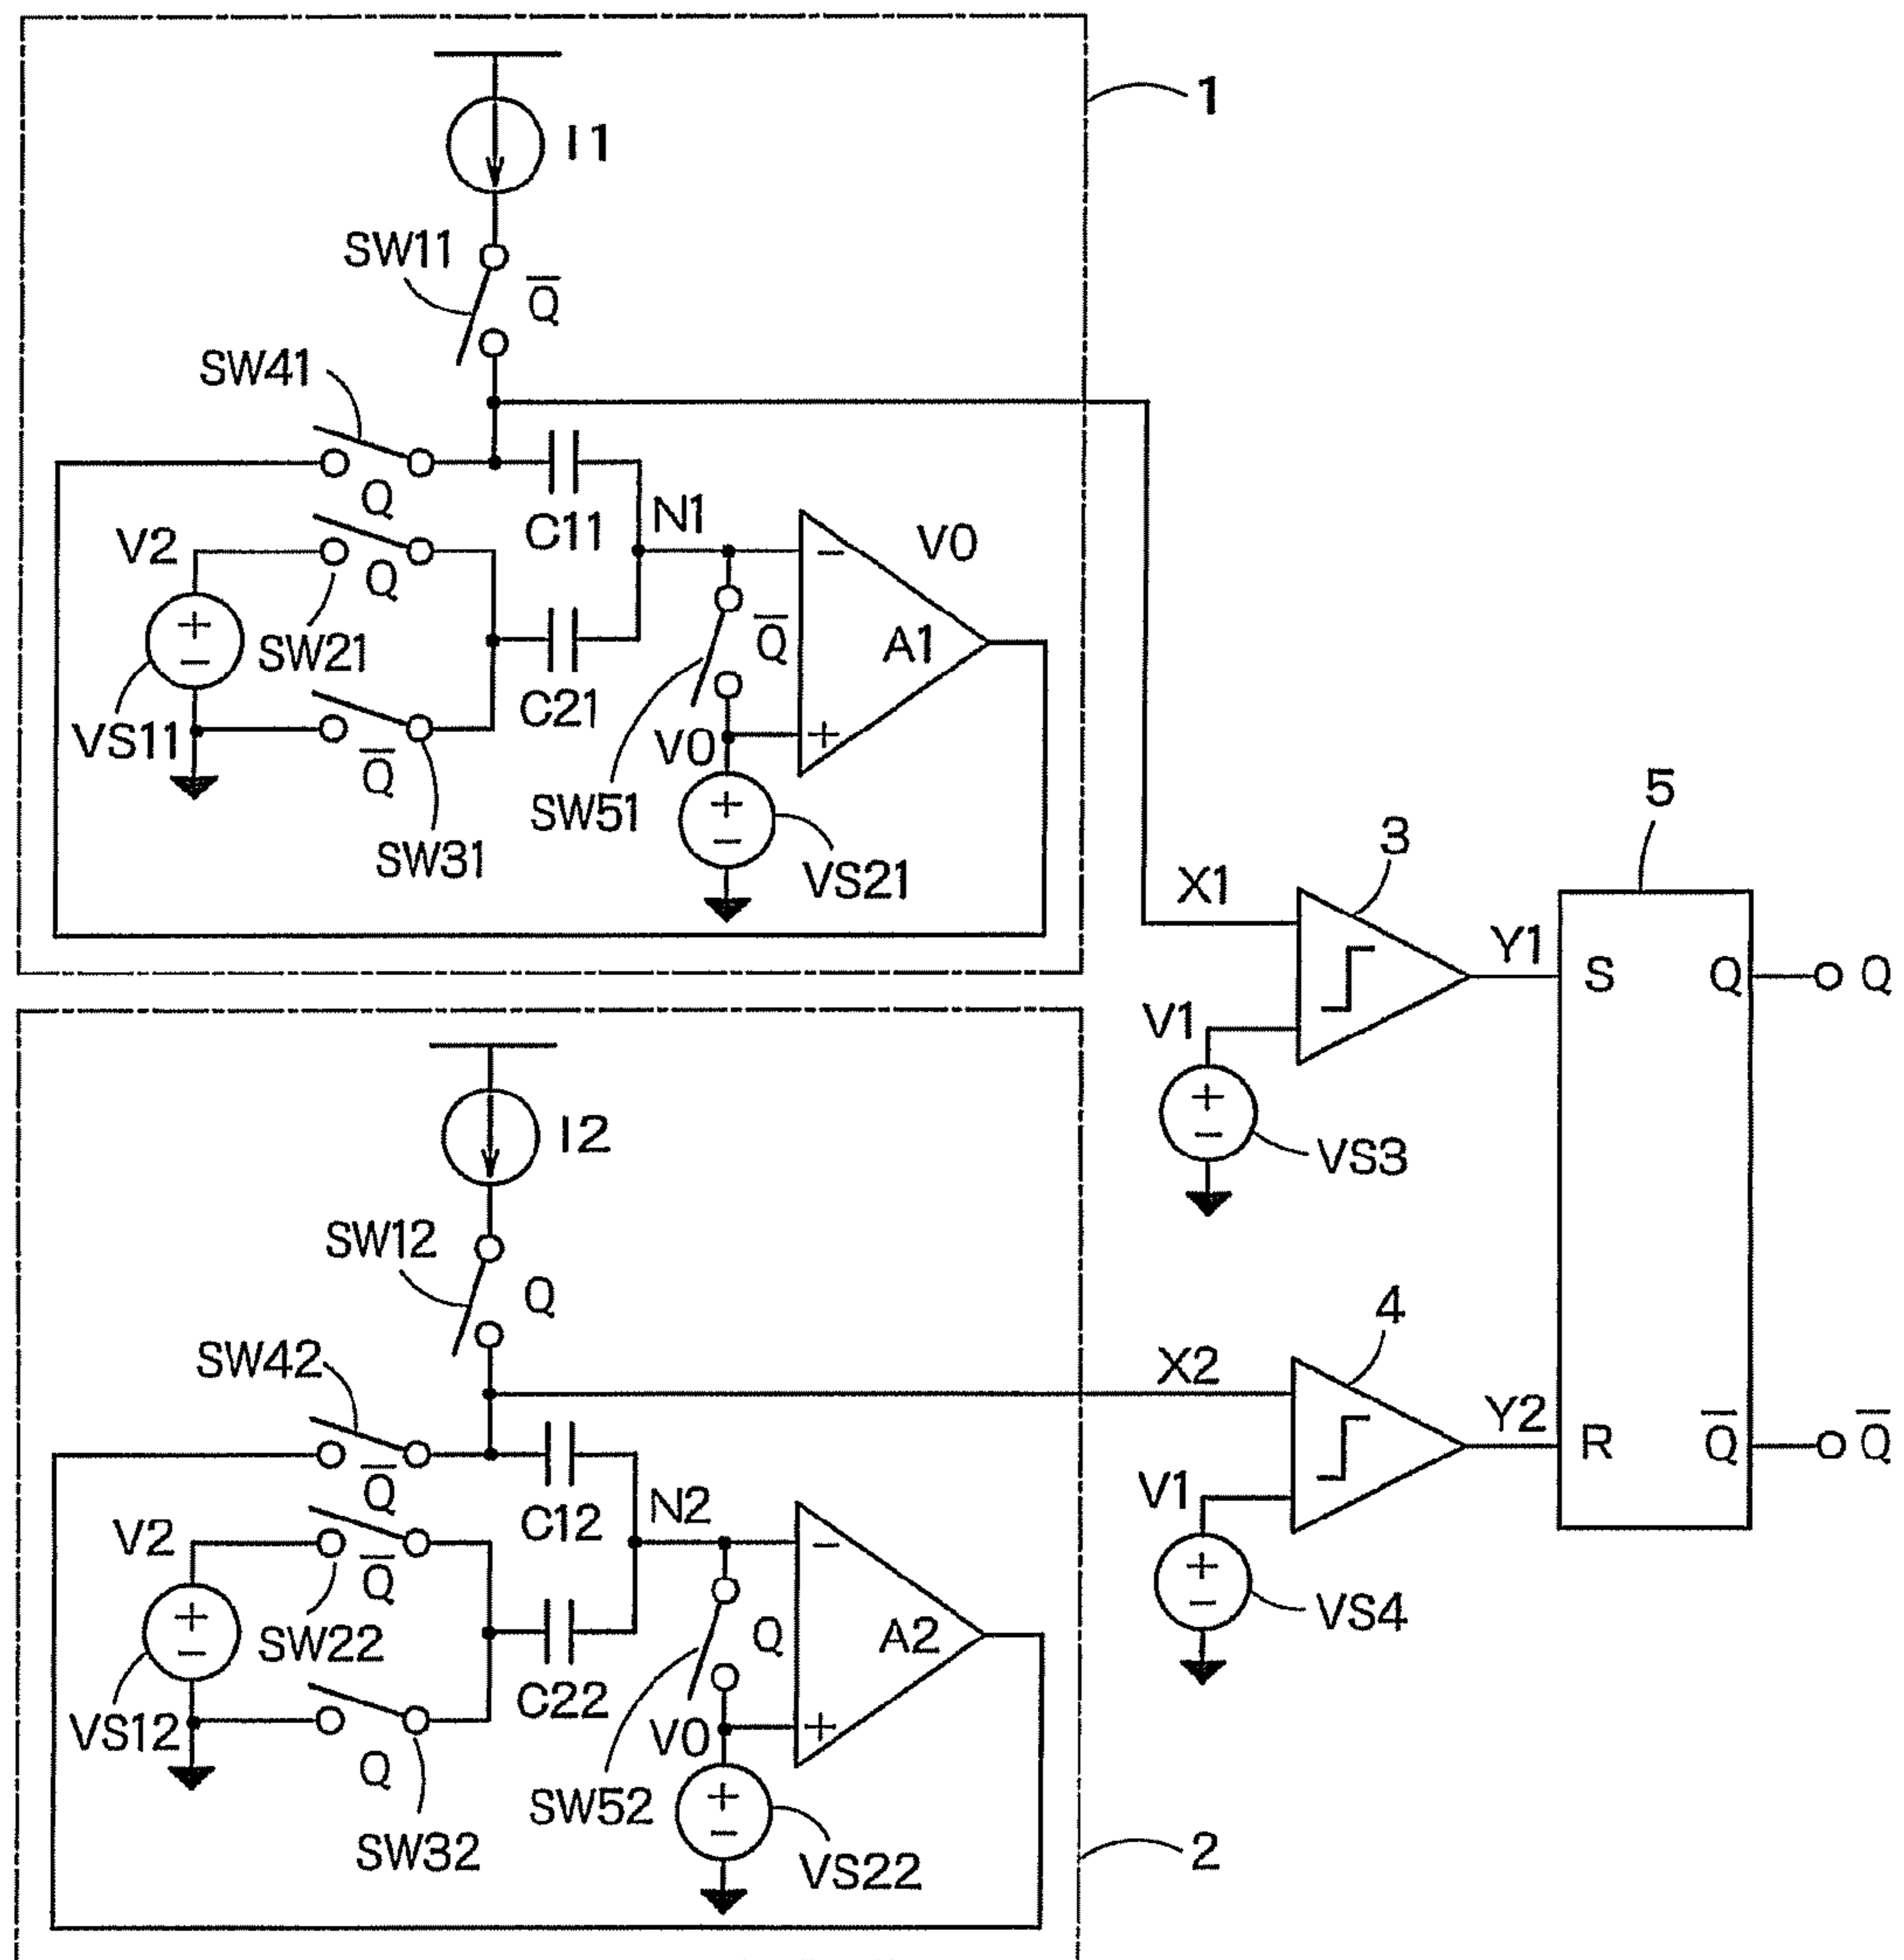 1
I1
SW11
Q̅
SW41
Q
C11
N1
V0
V2
Q
SW21
A1
Q̅
C21
VS11
Q̅
V0
SW51
SW31
VS21
5
3
X1
Y1
S
Q
Q
V1
VS3
I2
SW12
Q
4
SW42
X2
Q̅
Y2
R
Q̅
Q̅
C12
N2
V1
V2
Q̅
SW22
VS4
Q
A2
C22
VS12
Q
V0
SW52
SW32
VS22
2